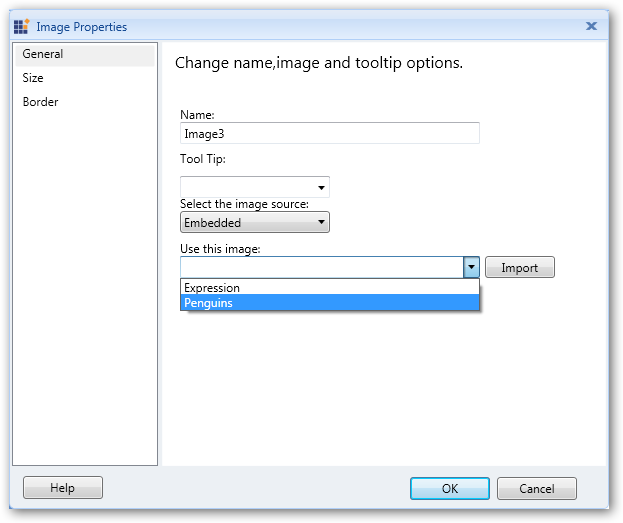 Image Properties
General
Size
Border
Change name,image and tooltip options.
Name:
Image3
Tool Tip:
Select the image source:
Embedded
Use this image:
Import
Expression
Penguins
Help
OK
Cancel